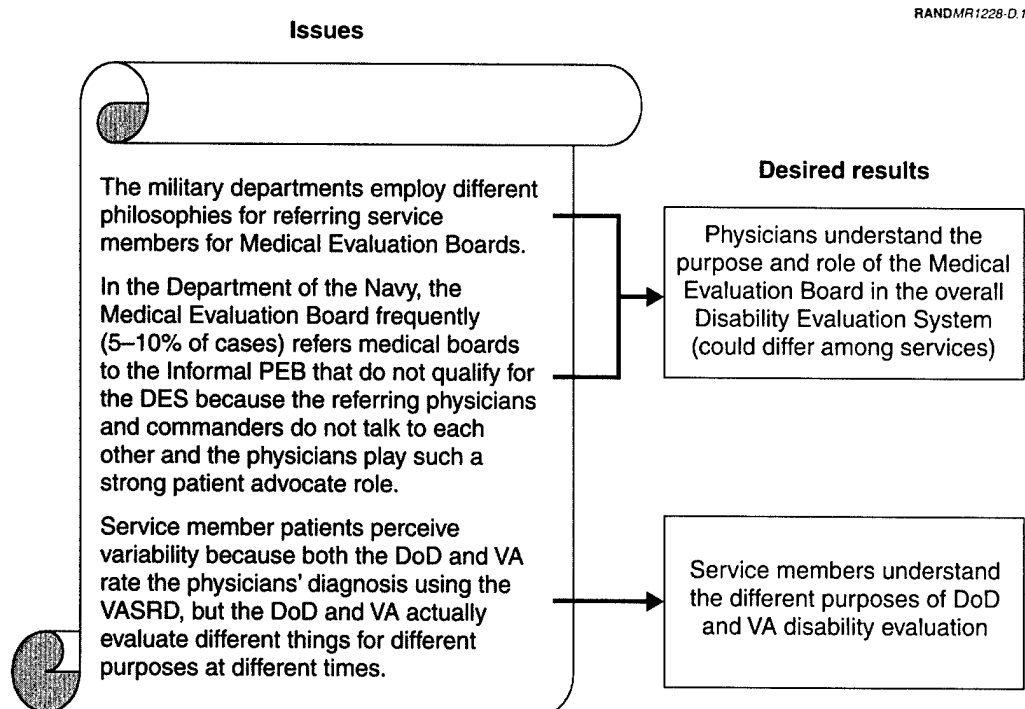 RANDMR1228-D.1
Issues
The military departments employ different
philosophies for referring service
members for Medical Evaluation Boards.
In the Department of the Navy, the
Medical Evaluation Board frequently
(5–10% of cases) refers medical boards
to the Informal PEB that do not qualify for
the DES because the referring physicians
and commanders do not talk to each
other and the physicians play such a
strong patient advocate role.
Service member patients perceive
variability because both the DoD and VA
rate the physicians' diagnosis using the
VASRD, but the DoD and VA actually
evaluate different things for different
purposes at different times.
Desired results
Physicians understand the
purpose and role of the Medical
Evaluation Board in the overall
Disability Evaluation System
(could differ among services)
Service members understand
the different purposes of DoD
and VA disability evaluation